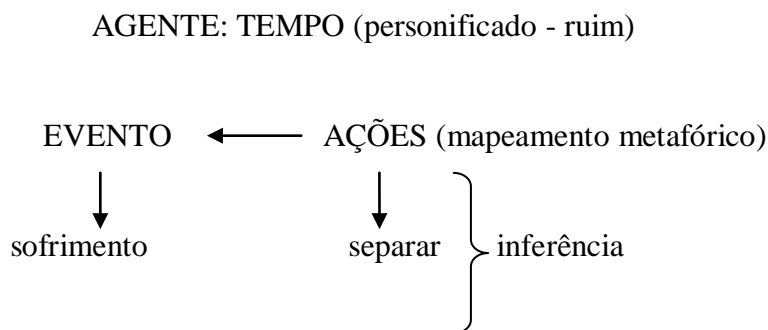 AGENTE: TEMPO (personificado - ruim)
EVENTO AÇÕES (mapeamento metafórico)
sofrimento separar inferência